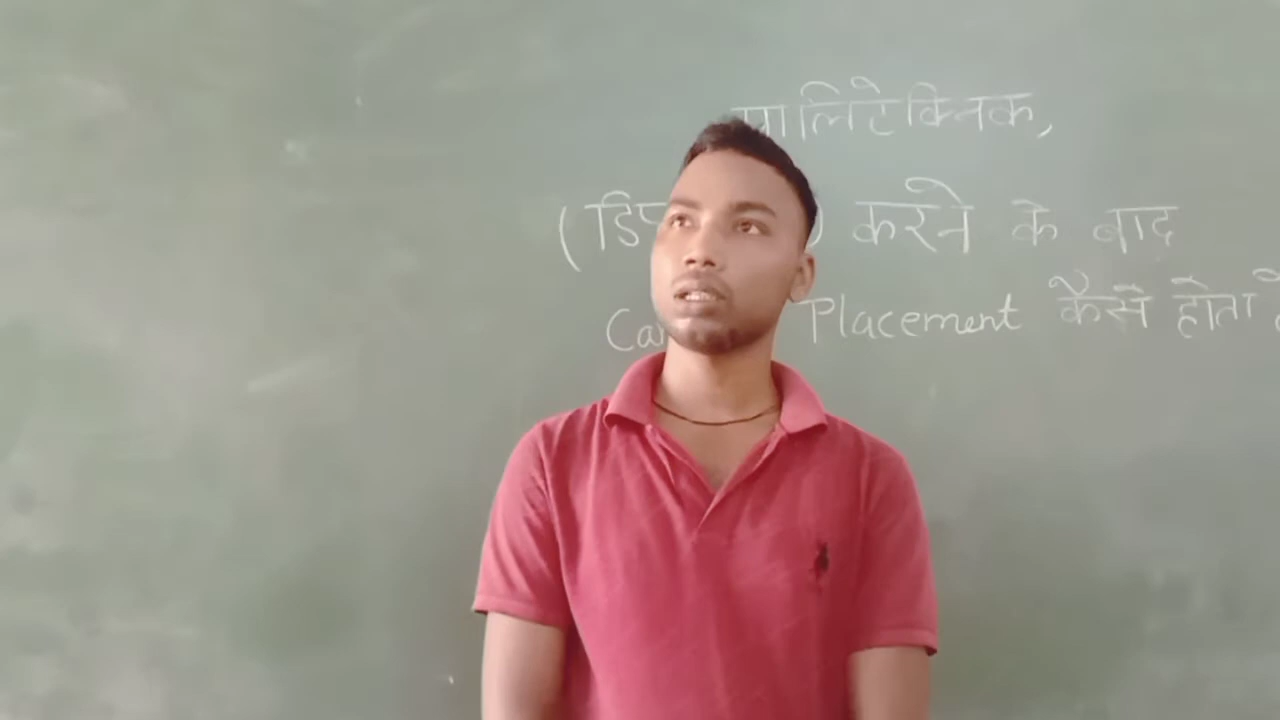 पालिटेक्निक,
करने के बाद
Placement कैसे होता